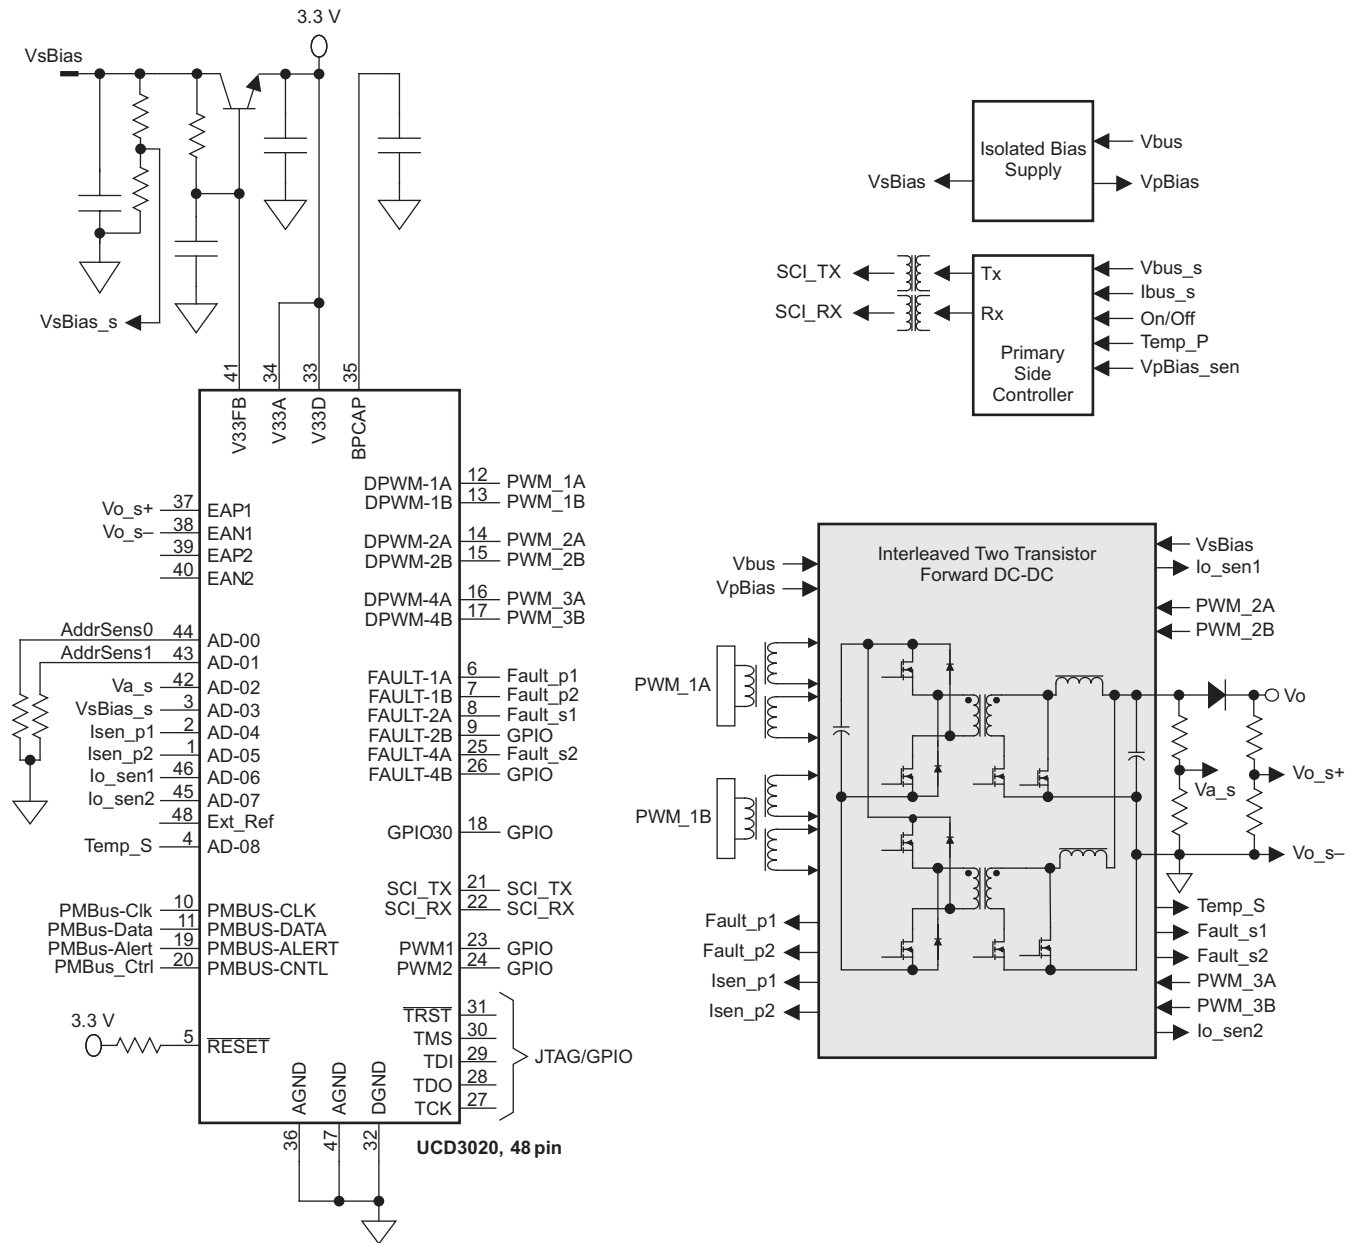 3.3 V
VsBias
VsBias_s
41
34
33
35
V33FB
V33A
V33D
BPCAP
Vo_s+ 37 EAP1
Vo_s– 38 EAN1
39 EAP2
40 EAN2
AddrSens0 44 AD-00
AddrSens1 43 AD-01
Va_s 42 AD-02
VsBias_s 3 AD-03
Isen_p1 2 AD-04
Isen_p2 1 AD-05
Io_sen1 46 AD-06
Io_sen2 45 AD-07
48 Ext_Ref
Temp_S 4 AD-08
PMBus-Clk 10 PMBUS-CLK
PMBus-Data 11 PMBUS-DATA
PMBus-Alert 19 PMBUS-ALERT
PMBus_Ctrl 20 PMBUS-CNTL
3.3 V
5 RESET
DPWM-1A 12 PWM_1A
DPWM-1B 13 PWM_1B
DPWM-2A 14 PWM_2A
DPWM-2B 15 PWM_2B
DPWM-4A 16 PWM_3A
DPWM-4B 17 PWM_3B
FAULT-1A 6 Fault_p1
FAULT-1B 7 Fault_p2
FAULT-2A 8 Fault_s1
FAULT-2B 9 GPIO
FAULT-4A 25 Fault_s2
FAULT-4B 26 GPIO
GPIO30 18 GPIO
SCI_TX 21 SCI_TX
SCI_RX 22 SCI_RX
PWM1 23 GPIO
PWM2 24 GPIO
TRST 31
TMS 30
TDI 29
TDO 28
TCK 27
JTAG/GPIO
AGND
AGND
DGND
36
47
32
UCD3020, 48 pin
Isolated Bias
Supply
Vbus
VsBias
VpBias
SCI_TX
Tx
SCI_RX
Rx
Primary
Side
Controller
Vbus_s
Ibus_s
On/Off
Temp_P
VpBias_sen
Interleaved Two Transistor
Forward DC-DC
Vbus
VpBias
PWM_1A
PWM_1B
Fault_p1
Fault_p2
Isen_p1
Isen_p2
VsBias
Io_sen1
PWM_2A
PWM_2B
Vo
Va_s
Vo_s+
Vo_s–
Temp_S
Fault_s1
Fault_s2
PWM_3A
PWM_3B
Io_sen2